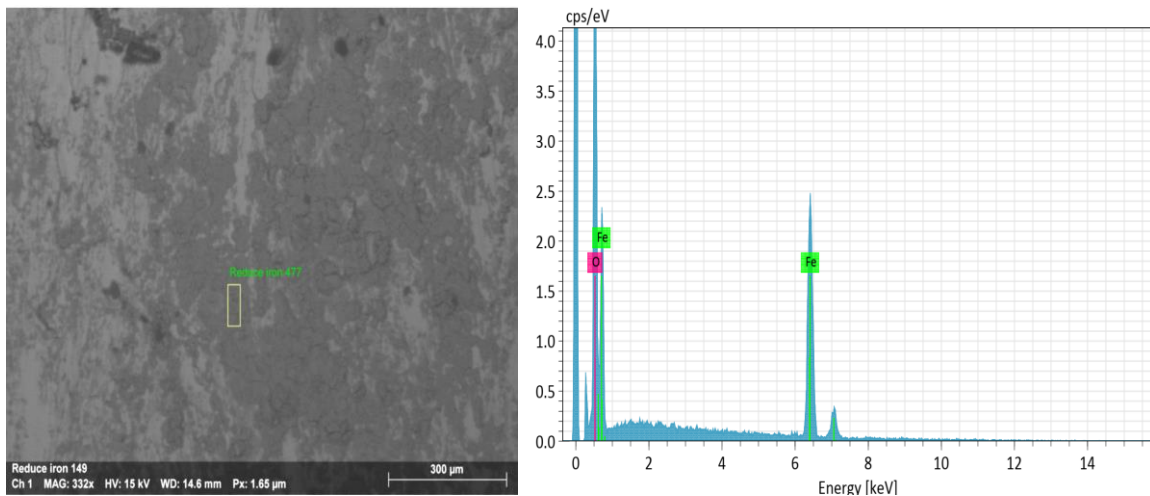 Reduce iron 477
Reduce iron 149
Ch 1 MAG: 332x HV: 15 kV WD: 14.6 mm Px: 1.65 µm
300 µm
cps/eV
4.0
3.5
3.0
2.5
2.0
1.5
1.0
0.5
0.0
Fe
O
Fe
0 2 4 6 8 10 12 14
Energy [keV]